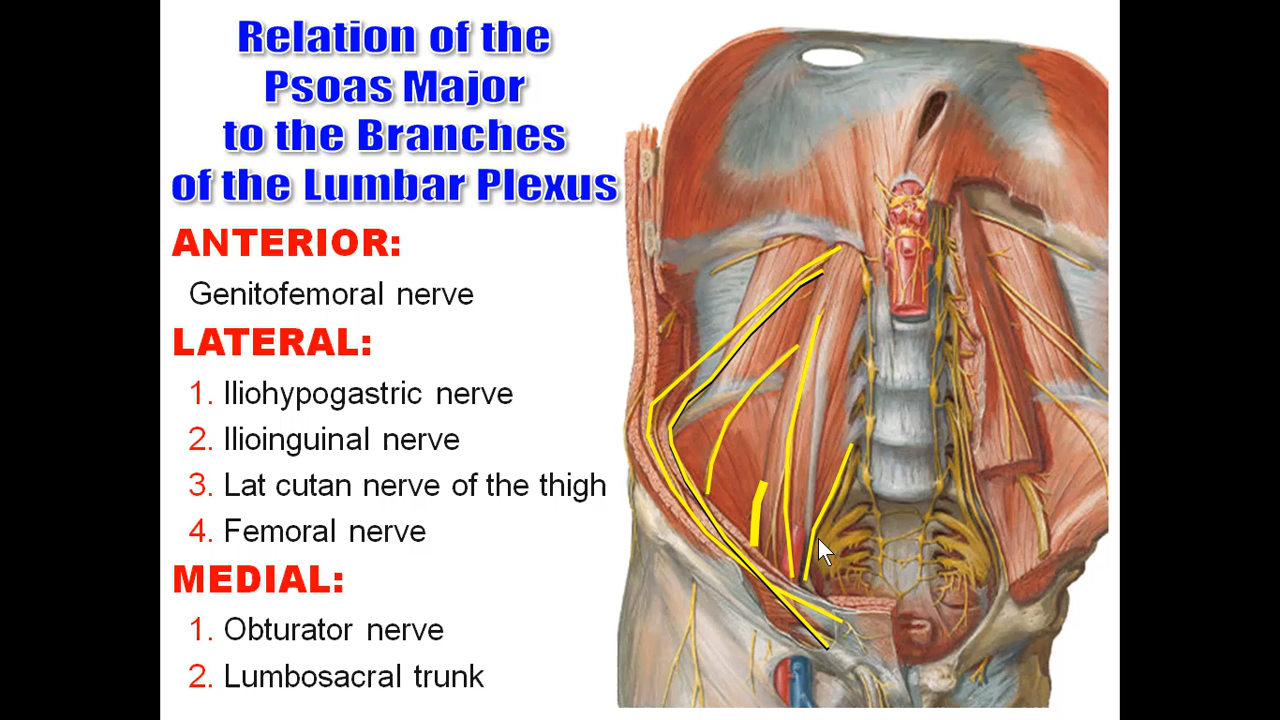 Relation of the
Psoas Major
to the Branches
of the Lumbar Plexus
ANTERIOR:
Genitofemoral nerve
LATERAL:
1. Iliohypogastric nerve
2. Ilioinguinal nerve
3. Lat cutan nerve of the thigh
4. Femoral nerve
MEDIAL:
1. Obturator nerve
2. Lumbosacral trunk